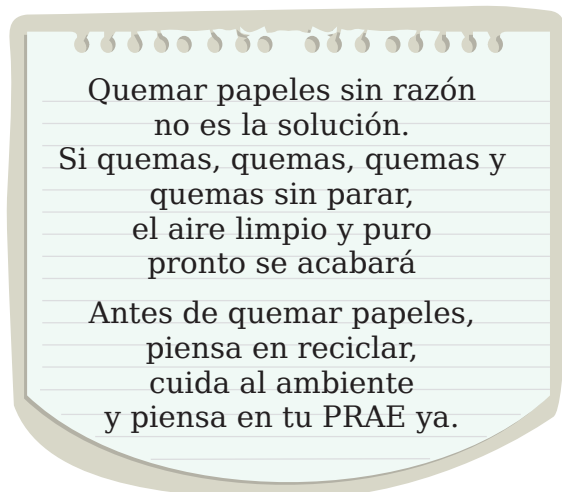 Quemar papeles sin razón
no es la solución.
Si quemas, quemas, quemas y
quemas sin parar,
el aire limpio y puro
pronto se acabará
Antes de quemar papeles,
piensa en reciclar,
cuida al ambiente
y piensa en tu PRAE ya.